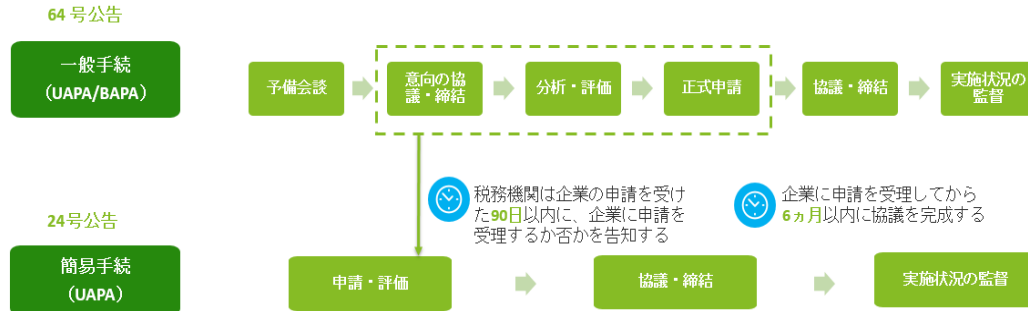 64 号公告
一般手続
（UAPA/BAPA）
予備会談
意向の協
議・締結
分析・評価
正式申請
協議・締結
実施状況の
監督
税務機関は企業の申請を受け
た90日以内に、企業に申請を
受理するか否かを告知する
企業に申請を受理してから
6ヵ月以内に協議を完成する
24号公告
簡易手続
（UAPA）
申請・評価
協議・締結
実施状況の監督